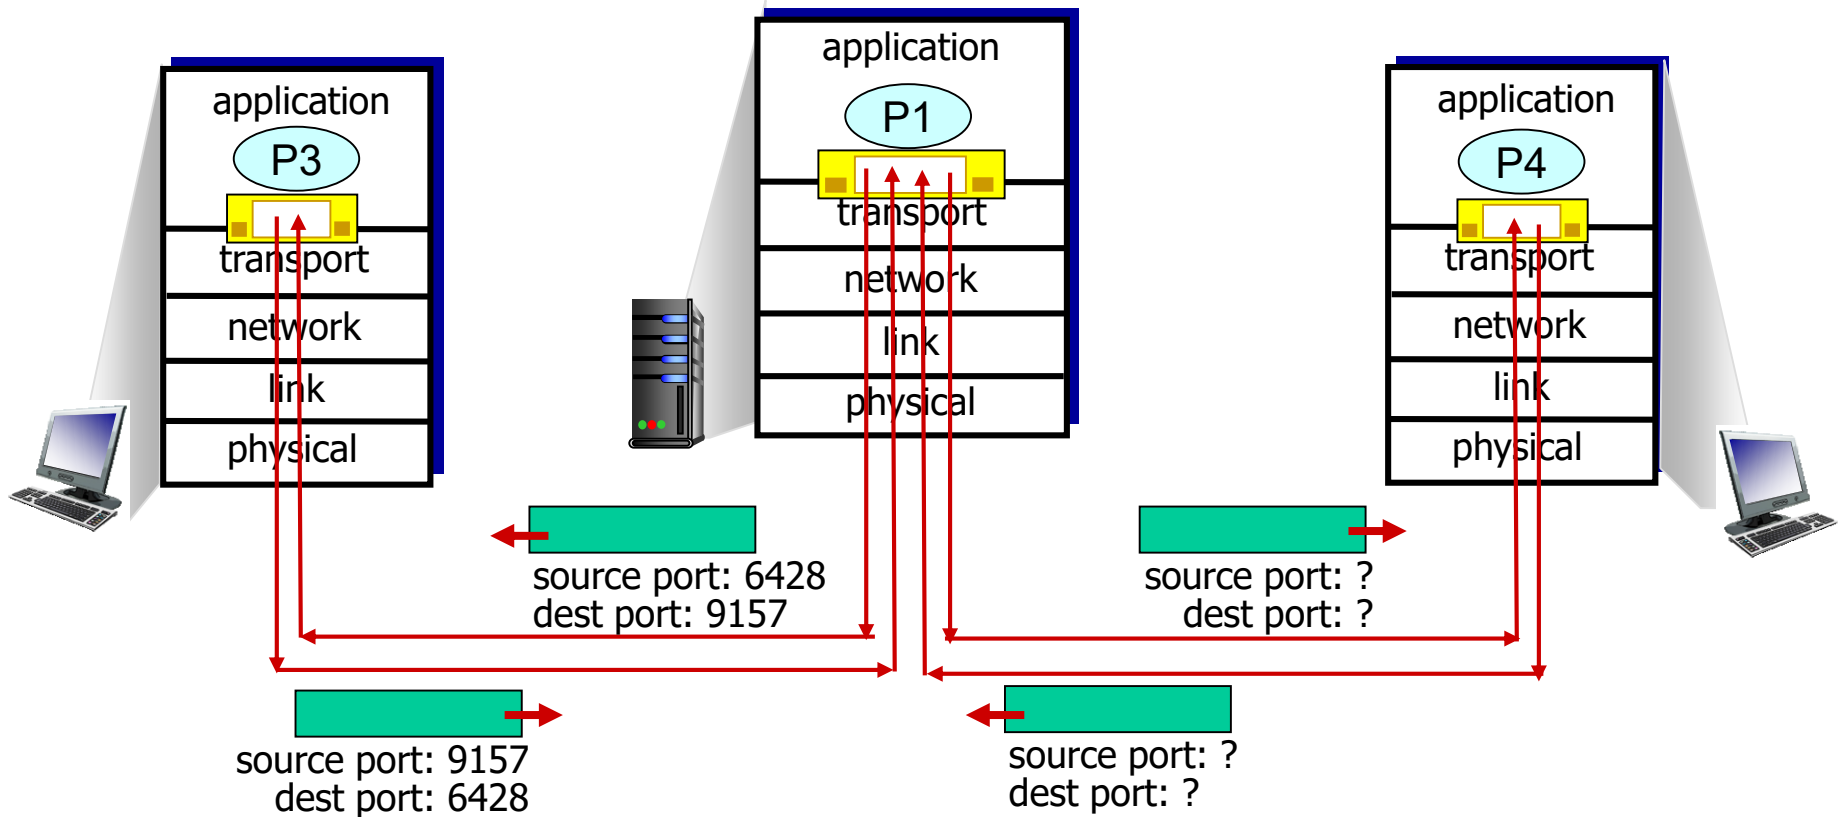 application
P3
transport
network
link
physical
application
P1
transport
network
link
physical
application
P4
transport
network
link
physical
source port: 6428
dest port: 9157
source port: ?
dest port: ?
source port: 9157
dest port: 6428
source port: ?
dest port: ?